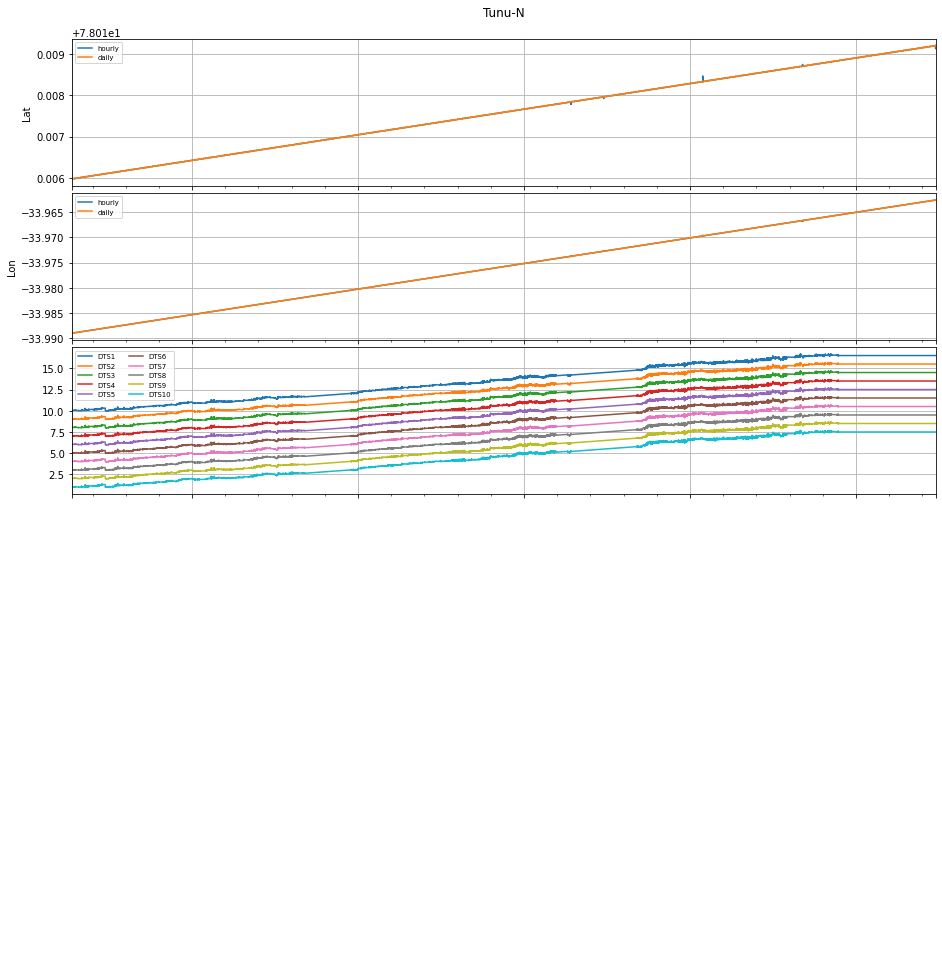 Tunu-N
+7.801e1
hourly
daily
0.009
0.008
0.007
0.006
Lat
hourly
daily
−33.965
−33.970
−33.975
−33.980
−33.985
−33.990
Lon
DTS1 DTS6
DTS2 DTS7
DTS3 DTS8
DTS4 DTS9
DTS5 DTS10
15.0
12.5
10.0
7.5
5.0
2.5